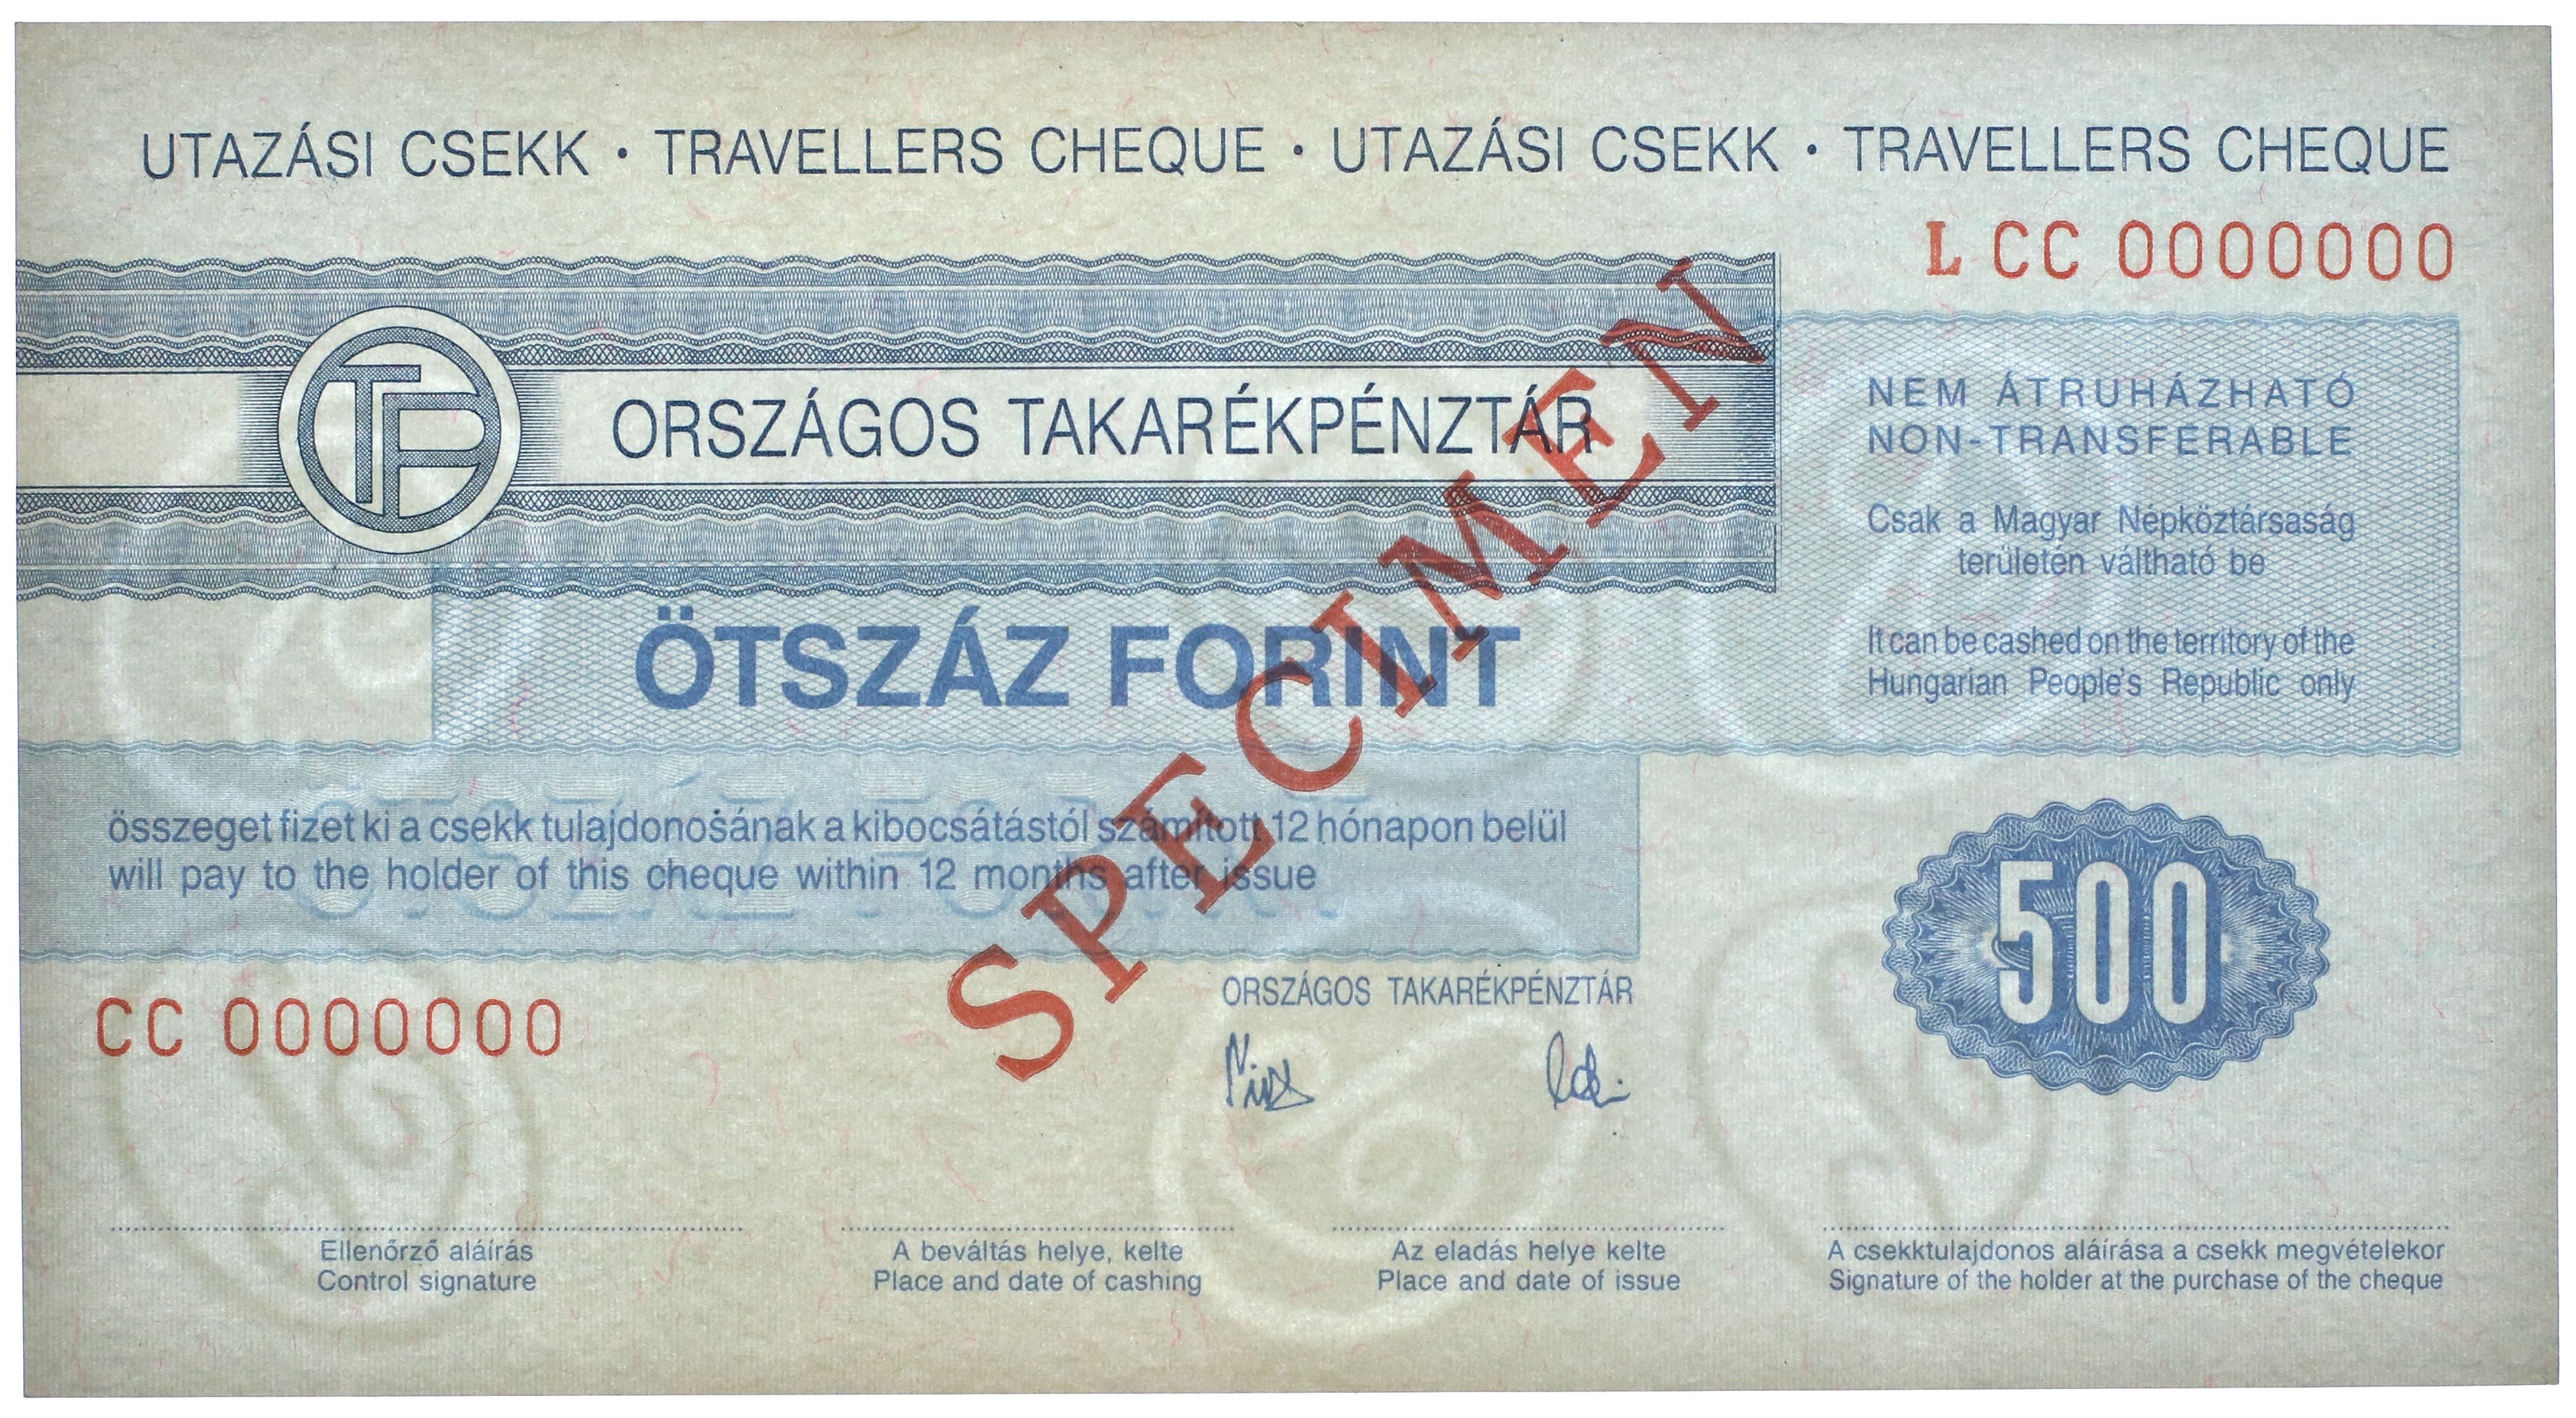 UTAZÁSI CSEKK • TRAVELLERS CHEQUE • UTAZÁSI CSEKK • TRAVELLERS CHEQUE
L CC 0000000
ORSZÁGOS TAKARÉKPÉNZTÁR
NEM ÁTRUHÁZHATÓ
NON-TRANSFERABLE
Csak a Magyar Népköztársaság
területén váltható be
It can be cashed on the territory of the
Hungarian People's Republic only
ÖTSZÁZ FORINT
SPECIMEN
összeget fizet ki a csekk tulajdonosának a kibocsátástól számított 12 hónapon belül
will pay to the holder of this cheque within 12 months after issue
500
CC 0000000
ORSZÁGOS TAKARÉKPÉNZTÁR
Ellenőrző aláírás
Control signature
A beváltás helye, kelte
Place and date of cashing
Az eladás helye kelte
Place and date of issue
A csekktulajdonos aláírása a csekk megvételekor
Signature of the holder at the purchase of the cheque